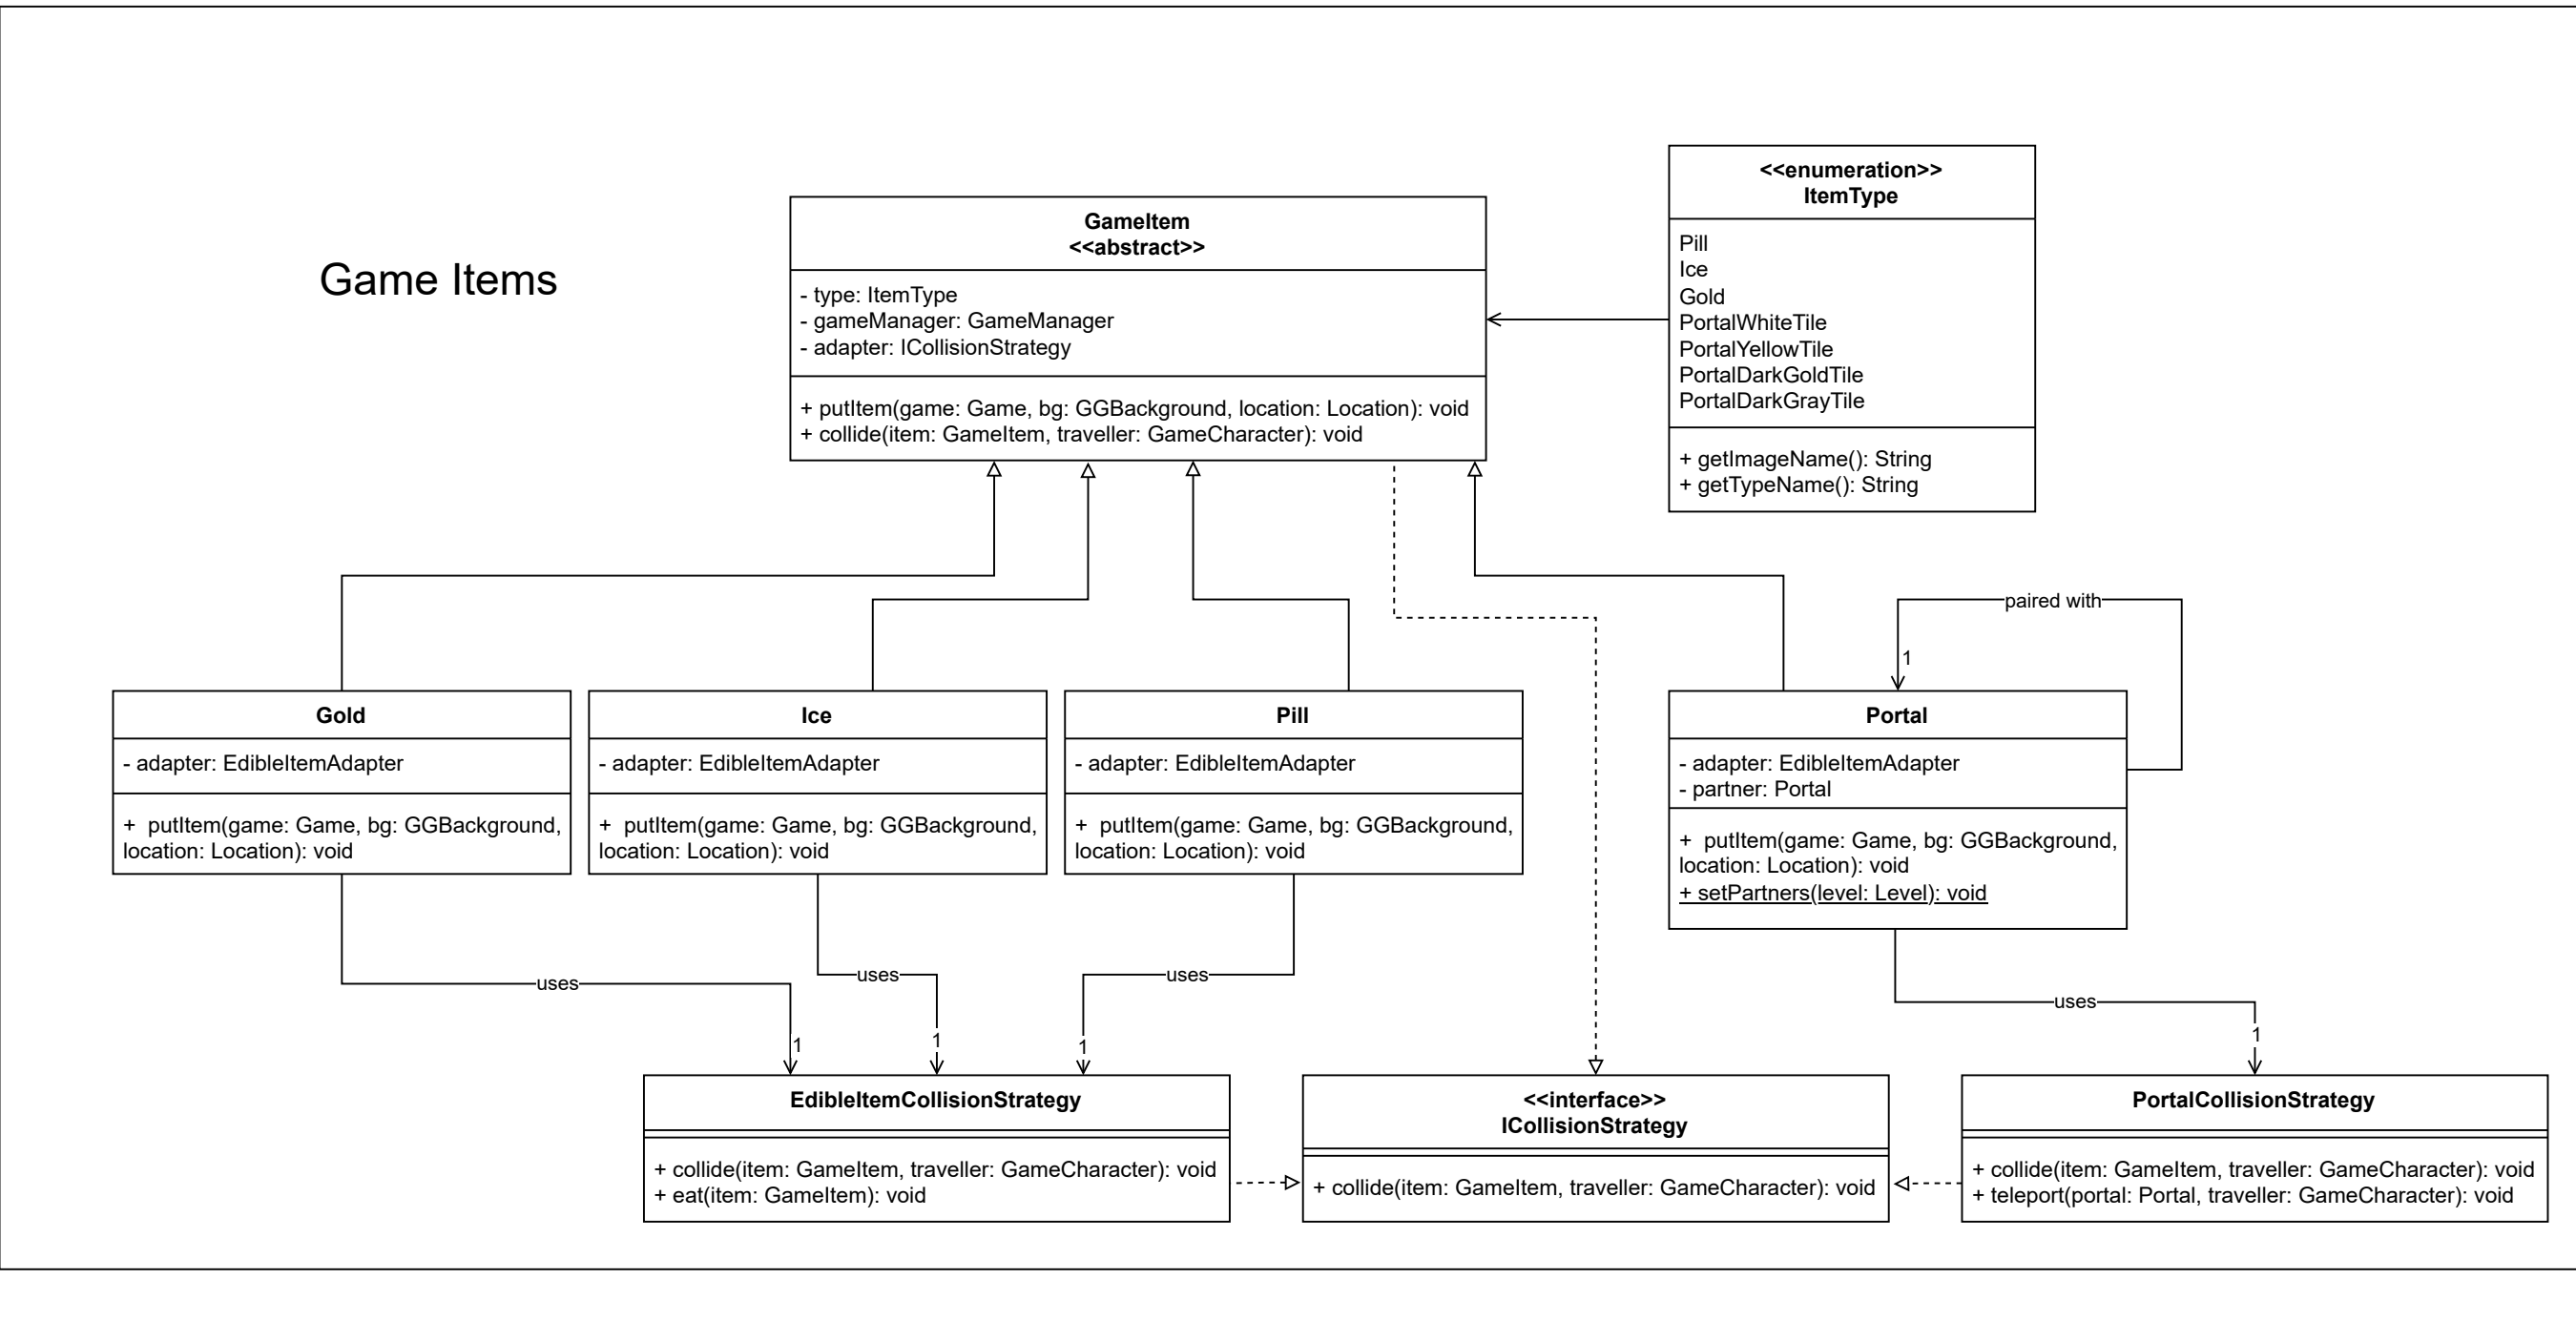 Game Items
GameItem
<<abstract>>
- type: ItemType
- gameManager: GameManager
- adapter: ICollisionStrategy
+ putItem(game: Game, bg: GGBackground, location: Location): void
+ collide(item: GameItem, traveller: GameCharacter): void
<<enumeration>>
ItemType
Pill
Ice
Gold
PortalWhiteTile
PortalYellowTile
PortalDarkGoldTile
PortalDarkGrayTile
+ getImageName(): String
+ getTypeName(): String
paired with
1
Gold
- adapter: EdibleItemAdapter
+  putItem(game: Game, bg: GGBackground,
location: Location): void
Ice
- adapter: EdibleItemAdapter
+  putItem(game: Game, bg: GGBackground,
location: Location): void
Pill
- adapter: EdibleItemAdapter
+  putItem(game: Game, bg: GGBackground,
location: Location): void
Portal
- adapter: EdibleItemAdapter
- partner: Portal
+  putItem(game: Game, bg: GGBackground,
location: Location): void
+ setPartners(level: Level): void
uses
uses
uses
uses
1
1
1
1
EdibleItemCollisionStrategy
+ collide(item: GameItem, traveller: GameCharacter): void
+ eat(item: GameItem): void
<<interface>>
ICollisionStrategy
+ collide(item: GameItem, traveller: GameCharacter): void
PortalCollisionStrategy
+ collide(item: GameItem, traveller: GameCharacter): void
+ teleport(portal: Portal, traveller: GameCharacter): void